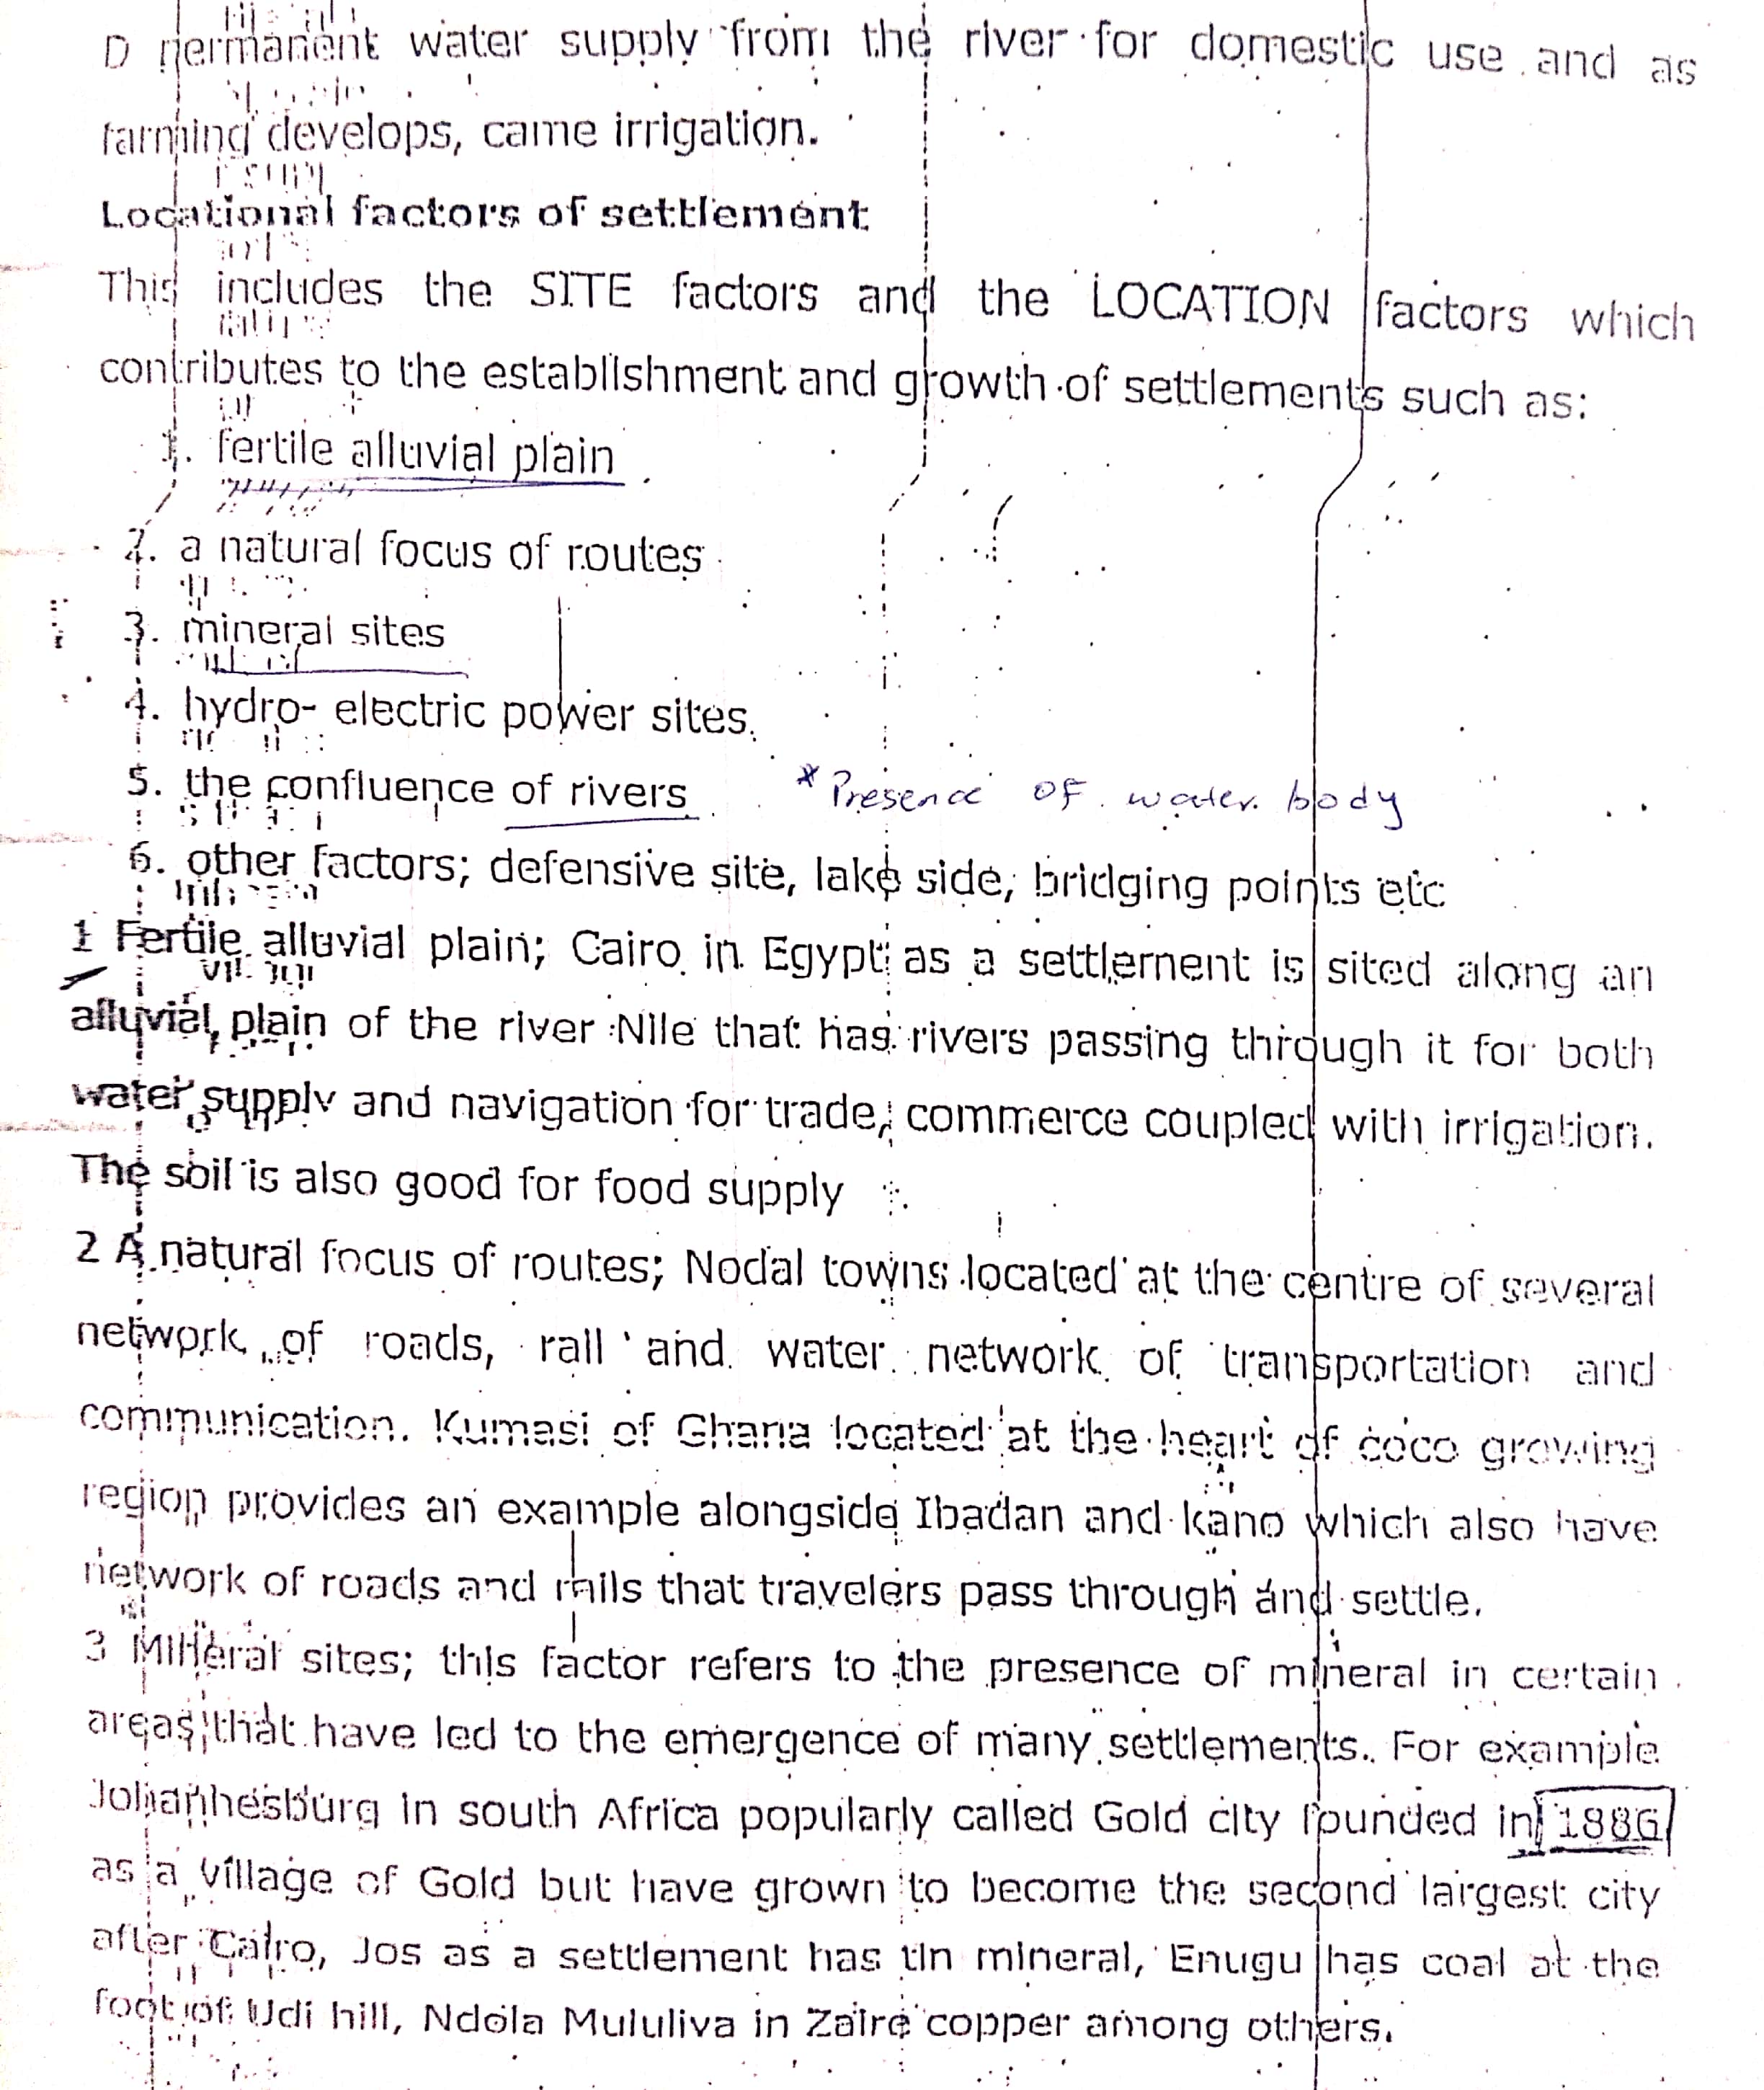 D permanent water supply from the river for domestic use and as
farming develops, came irrigation.
Locational factors of settlement
This includes the SITE factors and the LOCATION factors which
contributes to the establishment and growth of settlements such as:
1. fertile alluvial plain
2. a natural focus of routes
3. mineral sites
4. hydro- electric power sites.
5. the confluence of rivers * Presence of water body
6. other factors; defensive site, lake side, bridging points etc
1 Fertile alluvial plain; Cairo in Egypt as a settlement is sited along an
alluvial plain of the river Nile that has rivers passing through it for both
water supply and navigation for trade, commerce coupled with irrigation.
The soil is also good for food supply
2 A natural focus of routes; Nodal towns located at the centre of several
network of roads, rail and water network of transportation and
communication. Kumasi of Ghana located at the heart of coco growing
region provides an example alongside Ibadan and kano which also have
network of roads and rails that travelers pass through and settle.
3 Mineral sites; this factor refers to the presence of mineral in certain
areas that have led to the emergence of many settlements. For example
Johannesburg in south Africa popularly called Gold city founded in 1886
as a village of Gold but have grown to become the second largest city
after Cairo, Jos as a settlement has tin mineral, Enugu has coal at the
foot of Udi hill, Ndola Mululiva in Zaire copper among others.